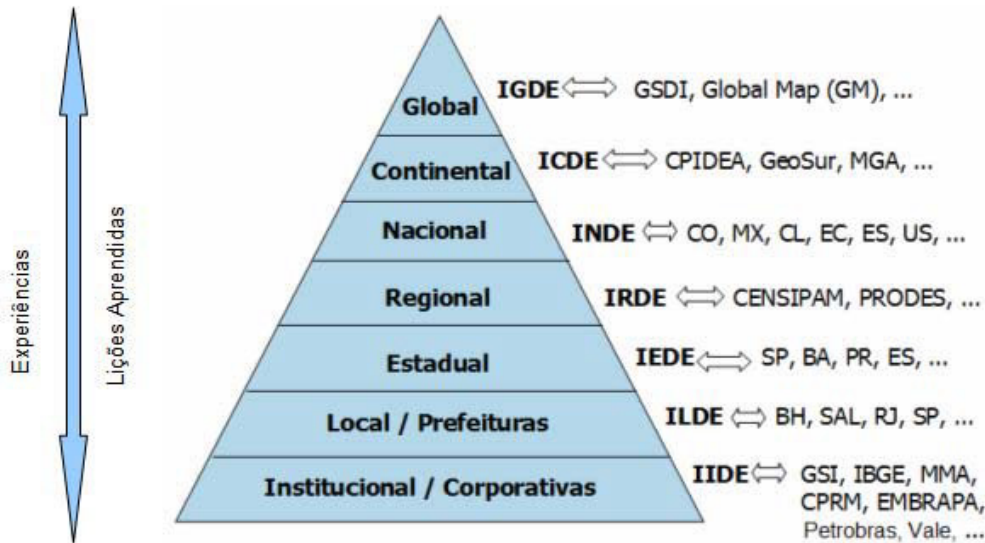 Experiências
Lições Aprendidas
Global
IGDE GSDI, Global Map (GM), ...
Continental
ICDE CPIDEA, GeoSur, MGA, ...
Nacional
INDE CO, MX, CL, EC, ES, US, ...
Regional
IRDE CENSIPAM, PRODES, ...
Estadual
IEDE SP, BA, PR, ES, ...
Local / Prefeituras
ILDE BH, SAL, RJ, SP, ...
Institucional / Corporativas
IIDE GSI, IBGE, MMA,
CPRM, EMBRAPA,
Petrobras, Vale, ...